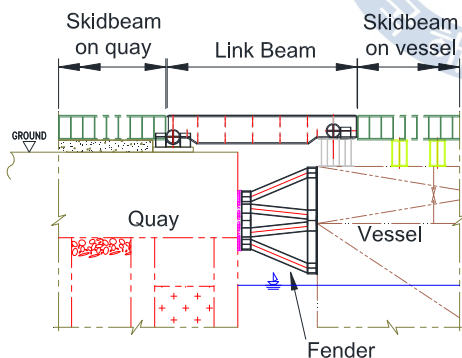 Skidbeam
on quay
Link Beam
Skidbeam
on vessel
GROUND
Quay
Vessel
Fender